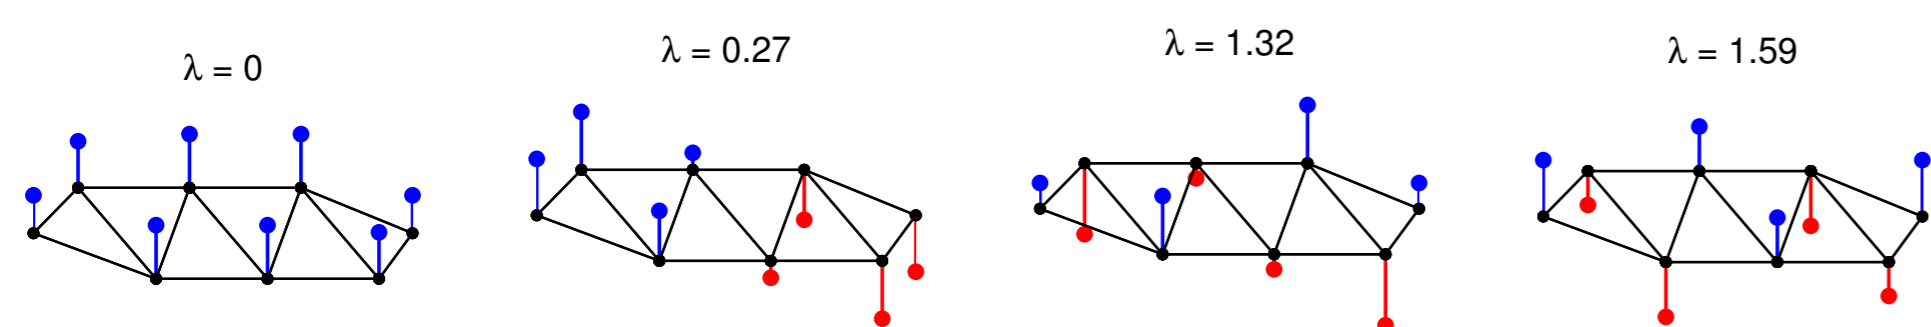 λ = 0
λ = 0.27
λ = 1.32
λ = 1.59